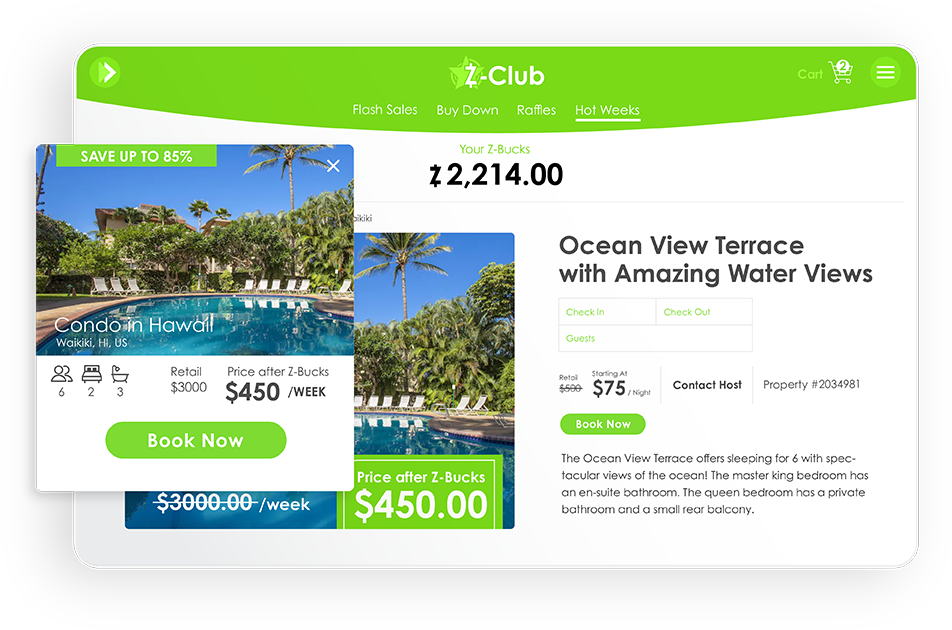 Z-Club
Cart 2
Flash Sales Buy Down Raffles Hot Weeks
Your Z-Bucks
Z 2,214.00
SAVE UP TO 85%
Condo in Hawaii
Waikiki, HI, US
6 2 3
Retail
$3000
Price after Z-Bucks
$450 /WEEK
Book Now
aikiki
$3000.00 /week
Price after Z-Bucks
$450.00
Ocean View Terrace
with Amazing Water Views
Check In Check Out
Guests
Retail
$500
Starting At
$75 / Night
Contact Host
Property #2034981
Book Now
The Ocean View Terrace offers sleeping for 6 with spec-
tacular views of the ocean! The master king bedroom has
an en-suite bathroom. The queen bedroom has a private
bathroom and a small rear balcony.